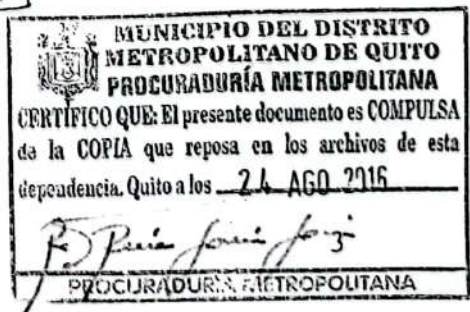 MUNICIPIO DEL DISTRITO
METROPOLITANO DE QUITO
PROCURADURÍA METROPOLITANA
CERTIFICO QUE: El presente documento es COMPULSA
de la COPIA que reposa en los archivos de esta
dependencia. Quito a los 24 AGO 2016
PROCURADURÍA METROPOLITANA